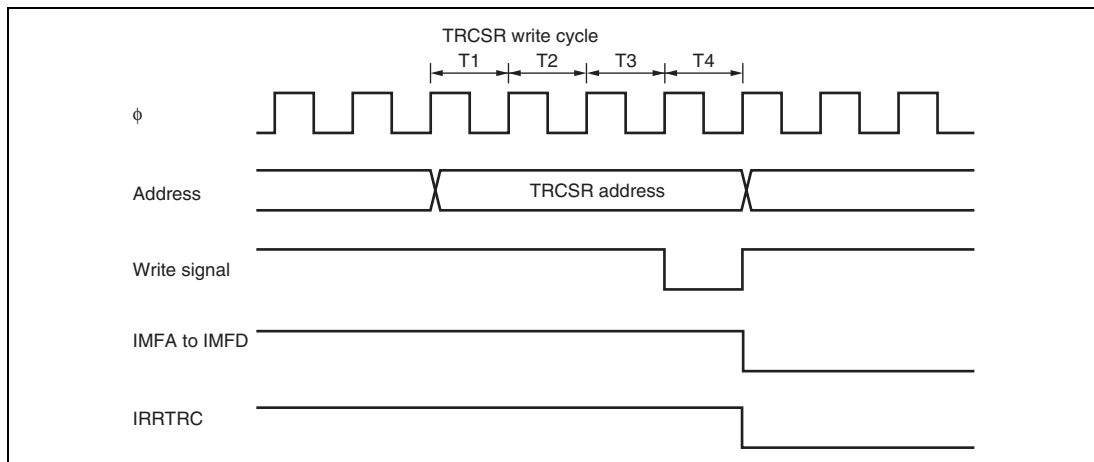 TRCSR write cycle
T1 T2 T3 T4
ϕ
Address
TRCSR address
Write signal
IMFA to IMFD
IRRTRC